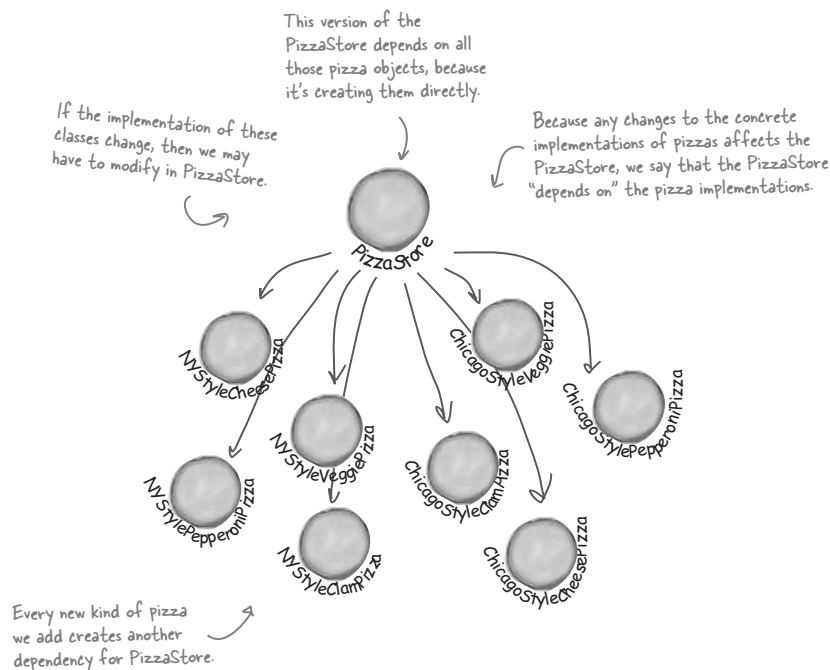 This version of the
PizzaStore depends on all
those pizza objects, because
it's creating them directly.
If the implementation of these
classes change, then we may
have to modify in PizzaStore.
Because any changes to the concrete
implementations of pizzas affects the
PizzaStore, we say that the PizzaStore
"depends on" the pizza implementations.
PizzaStore
NYStyleCheesePizza
ChicagoStyleVeggiePizza
ChicagoStylePepperoniPizza
NYStyleVeggiePizza
ChicagoStyleClamPizza
NYStylePepperoniPizza
NYStyleClamPizza
ChicagoStyleCheesePizza
Every new kind of pizza
we add creates another
dependency for PizzaStore.